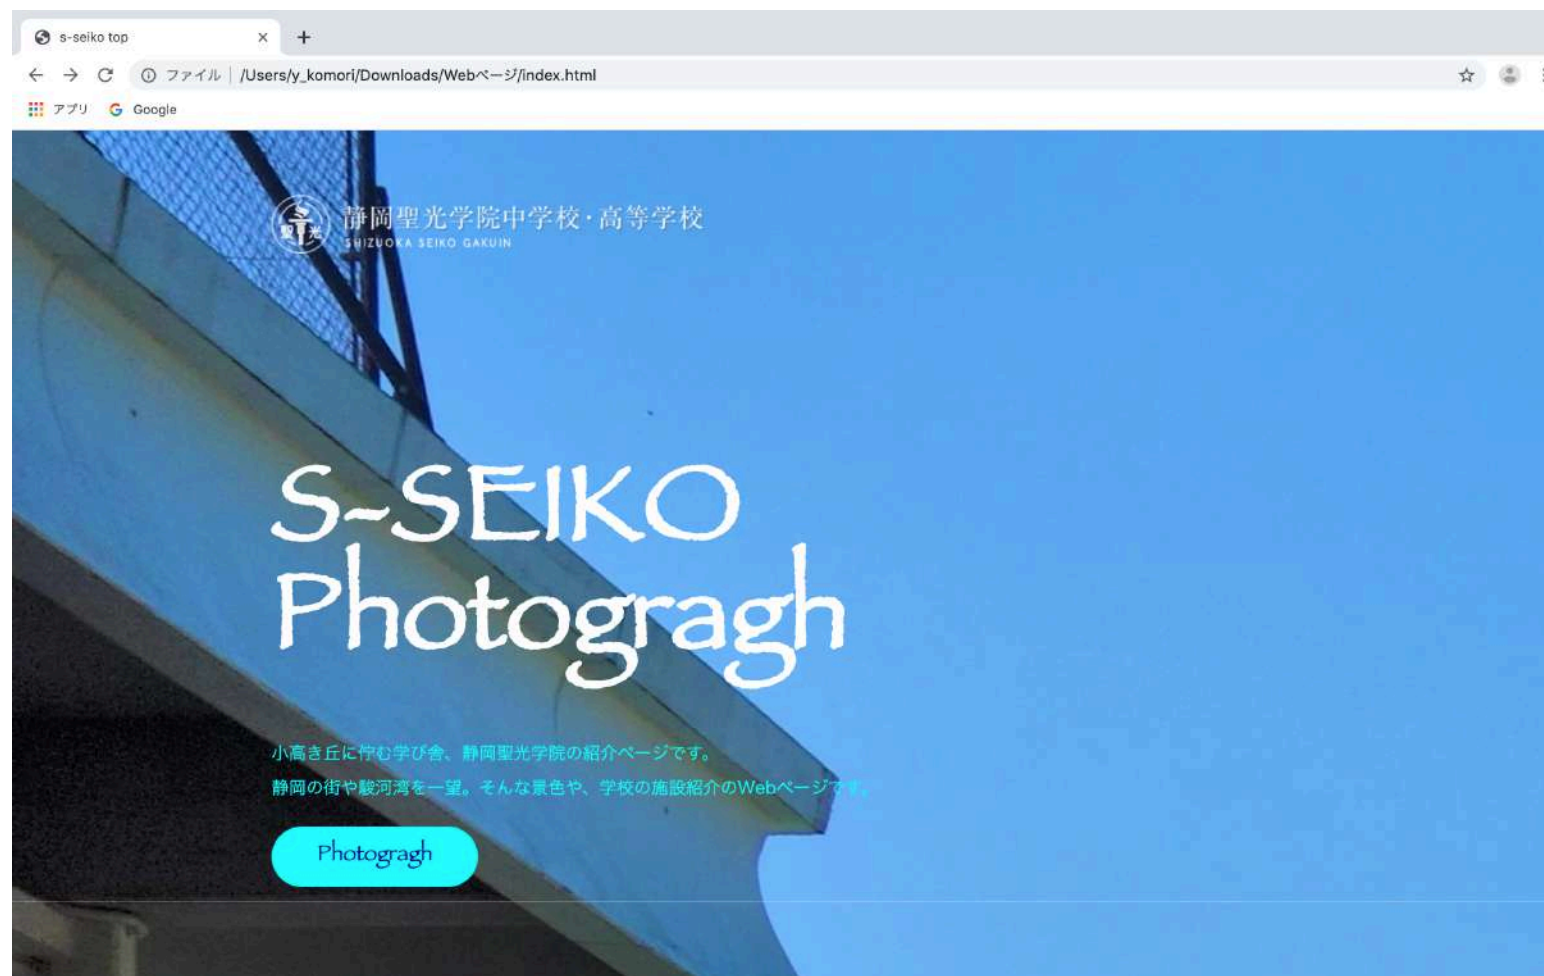 s-seiko top
ファイル /Users/y_komori/Downloads/Webページ/index.html
アプリ Google
静岡聖光学院中学校・高等学校
SHIZUOKA SEIKO GAKUIN
聖 光
S-SEIKO
Photogragh
小高き丘に佇む学び舎、静岡聖光学院の紹介ページです。
静岡の街や駿河湾を一望。そんな景色や、学校の施設紹介のWebページです。
Photogragh